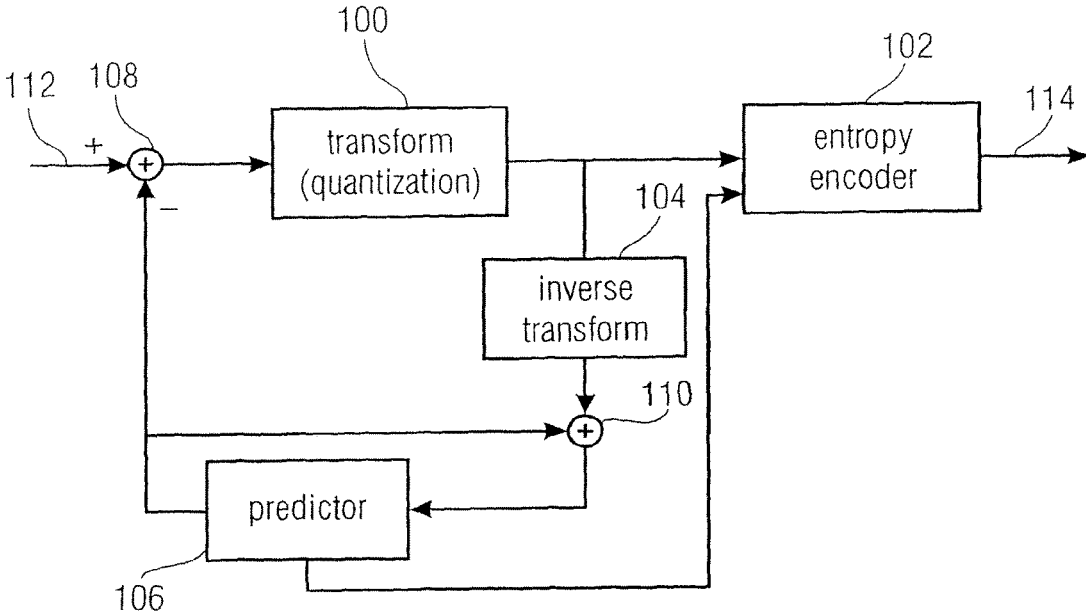 100
102
108
112
114
+
+
transform
(quantization)
entropy
encoder
−
104
inverse
transform
110
+
predictor
106